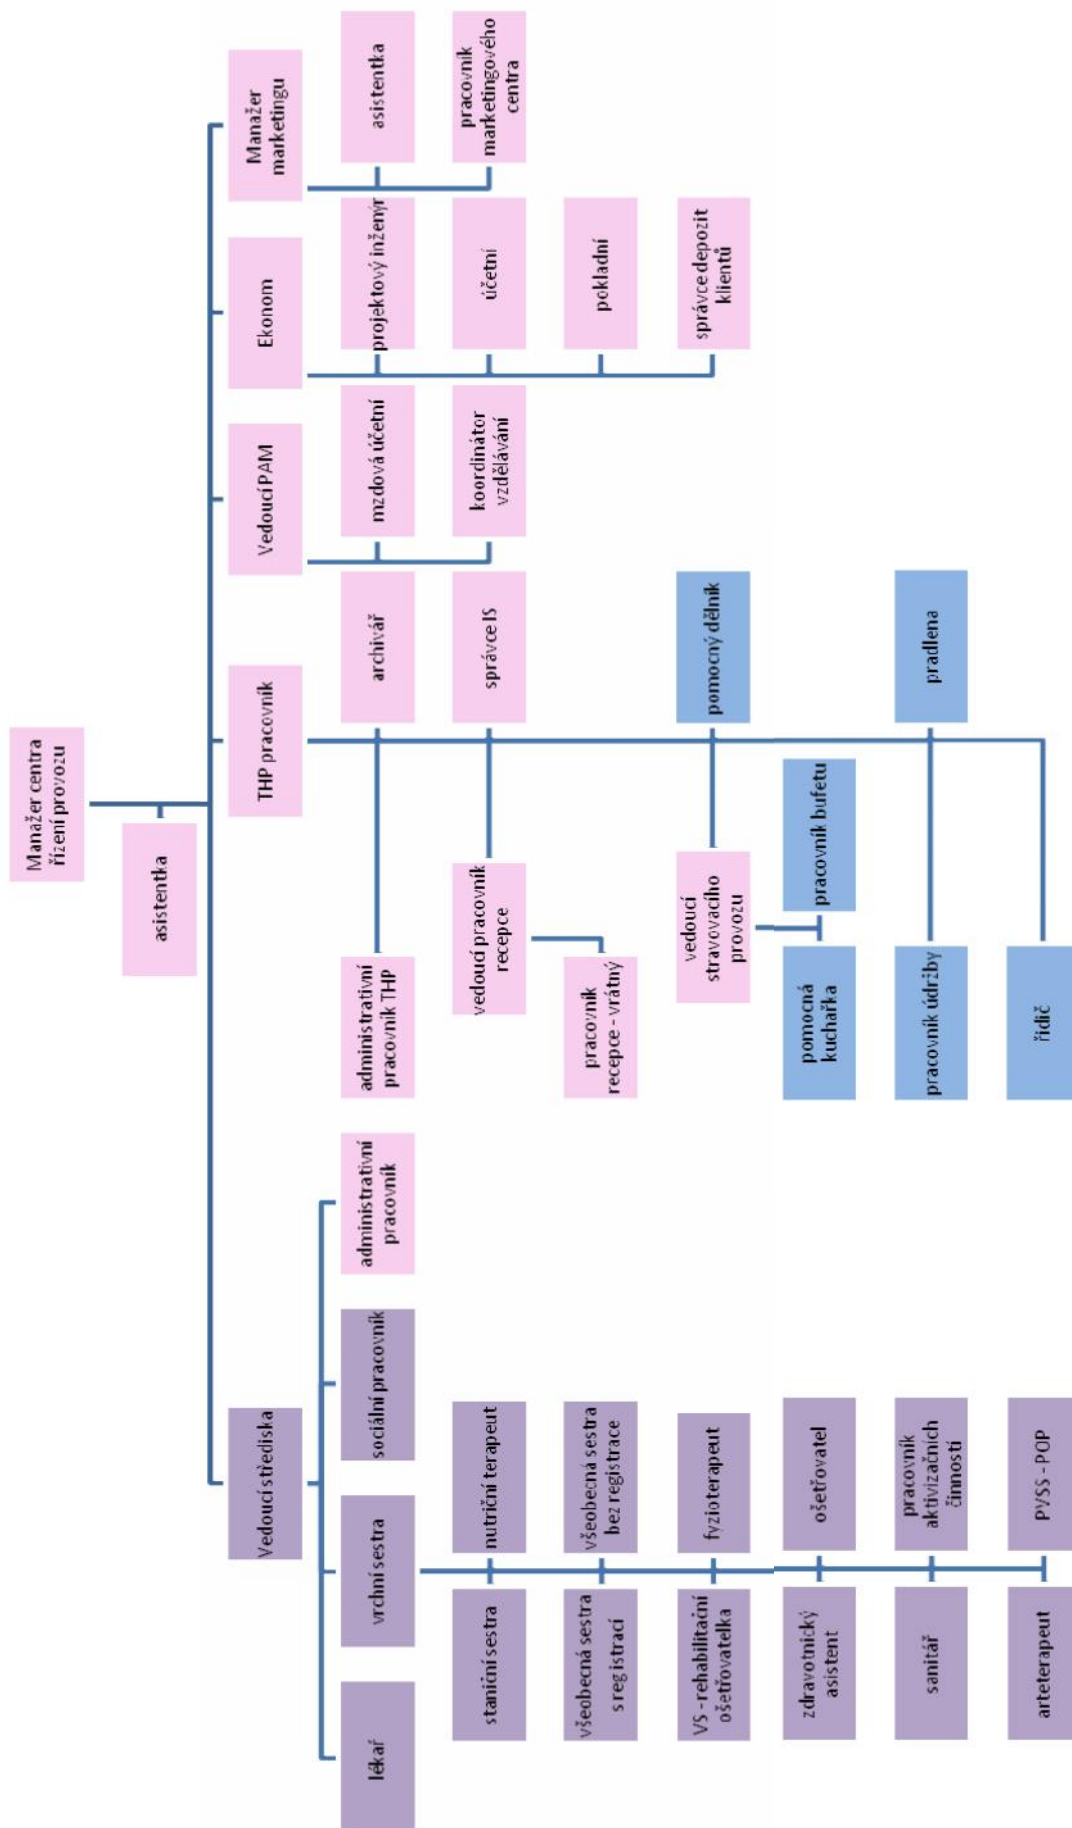 Manažer centra
řízení provozu
asistentka
Vedoucí střediska
THP pracovník
Vedoucí PAM
Ekonom
Manažer
marketingu
lékař
vrchní sestra
sociální pracovník
administrativní
pracovník
staniční sestra
nutriční terapeut
všeobecná sestra
s registrací
všeobecná sestra
bez registrace
VS - rehabilitační
ošetřovatelka
fyzioterapeut
zdravotnický
asistent
ošetřovatel
sanitář
pracovník
aktivizačních
činností
arteterapeut
PVSS - POP
administrativní
pracovník THP
archivář
vedoucí pracovník
recepce
správce IS
pracovník
recepce - vrátný
vedoucí
stravovacího
provozu
pomocný dělník
pomocná
kuchařka
pracovník bufetu
pracovník údržby
pradlena
řidič
mzdová účetní
koordinátor
vzdělávání
projektový inženýr
účetní
pokladní
správce depozit
klientů
asistentka
pracovník
marketingového
centra